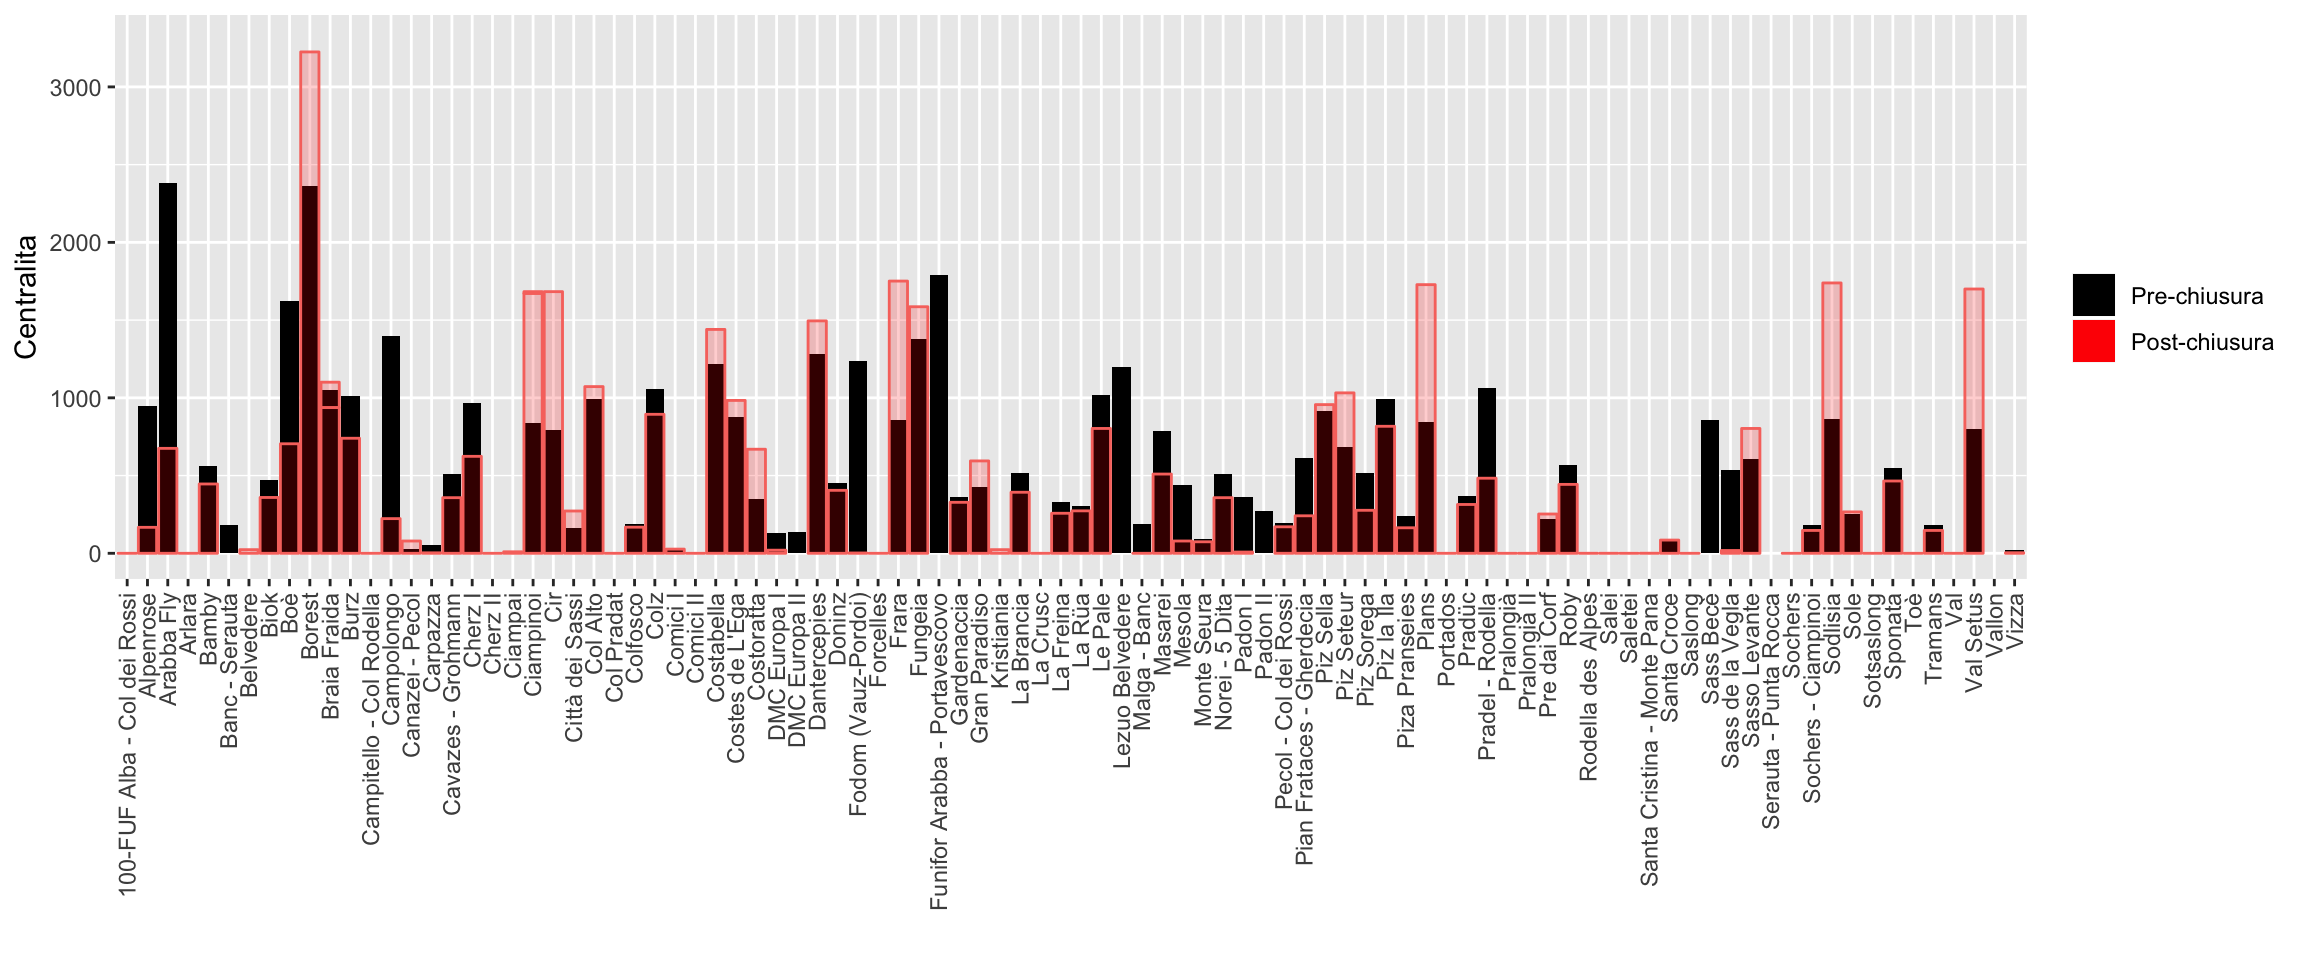 3000
2000
1000
0
Centralita
Pre-chiusura
Post-chiusura
100-FUF Alba - Col dei Rossi
Alpenrose
Arabba Fly
Arlara
Bamby
Banc - Serauta
Belvedere
Biok
Boè
Borest
Braia Fraida
Burz
Campitello - Col Rodella
Campolongo
Canazei - Pecol
Carpazza
Cavazes - Grohmann
Cherz I
Cherz II
Ciampai
Ciampinoi
Cir
Città dei Sassi
Col Alto
Col Pradat
Colfosco
Colz
Comici I
Comici II
Costabella
Costes de L'Ega
Costoratta
DMC Europa I
DMC Europa II
Dantercepies
Doninz
Fodom (Vauz-Pordoi)
Forcelles
Frara
Fungeia
Funifor Arabba - Portavescovo
Gardenaccia
Gran Paradiso
Kristiania
La Brancia
La Crusc
La Freina
La Rüa
Le Pale
Lezuo Belvedere
Malga - Banc
Masarei
Mesola
Monte Seura
Norei - 5 Dita
Padon I
Padon II
Pecol - Col dei Rossi
Pian Frataces - Gherdecia
Piz Sella
Piz Seteur
Piz Sorega
Piz la Ila
Piza Pranseies
Plans
Portados
Pradüc
Pradel - Rodella
Pralongià
Pralongià II
Pre dai Corf
Roby
Rodella des Alpes
Salei
Saletei
Santa Cristina - Monte Pana
Santa Croce
Saslong
Sass Becè
Sass de la Vegla
Sasso Levante
Serauta - Punta Rocca
Sochers
Sochers - Ciampinoi
Sodlisia
Sole
Sotsaslong
Sponata
Toè
Tramans
Val
Val Setus
Vallon
Vizza